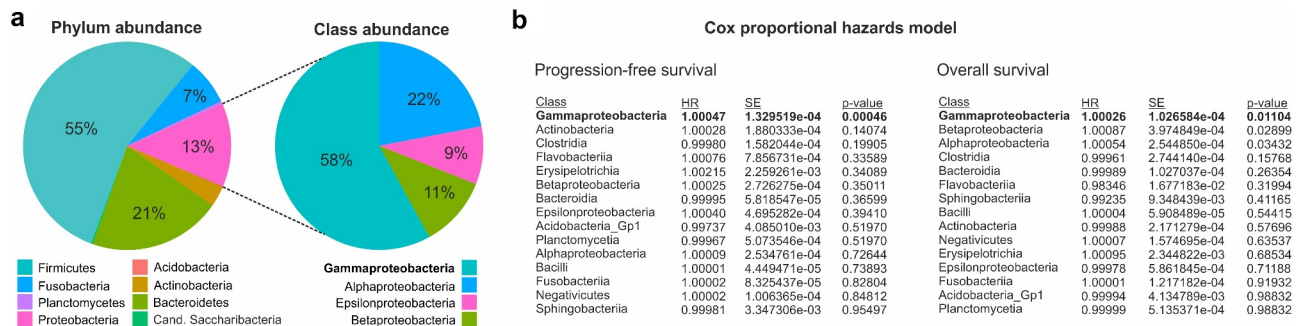 a
Phylum abundance
55%
7%
13%
21%
Firmicutes
Fusobacteria
Planctomycetes
Proteobacteria
Acidobacteria
Actinobacteria
Bacteroidetes
Cand. Saccharibacteria
Class abundance
22%
9%
11%
58%
Gammaproteobacteria
Alphaproteobacteria
Epsilonproteobacteria
Betaproteobacteria
b
Cox proportional hazards model
Progression-free survival
Class HR SE p-value
Gammaproteobacteria 1.00047 1.329519e-04 0.00046
Actinobacteria 1.00028 1.880333e-04 0.14074
Clostridia 0.99980 1.582044e-04 0.19905
Flavobacteriia 1.00076 7.856731e-04 0.33589
Erysipelotrichia 1.00215 2.259261e-03 0.34089
Betaproteobacteria 1.00025 2.726275e-04 0.35011
Bacteroidia 0.99995 5.818547e-05 0.36599
Epsilonproteobacteria 1.00040 4.695282e-04 0.39410
Acidobacteria_Gp1 0.99737 4.085010e-03 0.51970
Planctomycetia 0.99967 5.073546e-04 0.51970
Alphaproteobacteria 1.00009 2.534761e-04 0.72644
Bacilli 1.00001 4.449471e-05 0.73893
Fusobacteriia 1.00002 8.325437e-05 0.82804
Negativicutes 1.00002 1.006365e-04 0.84812
Sphingobacteriia 0.99981 3.347306e-03 0.95497
Overall survival
Class HR SE p-value
Gammaproteobacteria 1.00026 1.026584e-04 0.01104
Betaproteobacteria 1.00087 3.974849e-04 0.02899
Alphaproteobacteria 1.00054 2.544850e-04 0.03432
Clostridia 0.99961 2.744140e-04 0.15768
Bacteroidia 0.99989 1.027037e-04 0.26354
Flavobacteriia 0.98346 1.677183e-02 0.31994
Sphingobacteriia 0.99235 9.348439e-03 0.41165
Bacilli 1.00004 5.908489e-05 0.54415
Actinobacteria 0.99988 2.171279e-04 0.57696
Negativicutes 1.00007 1.574695e-04 0.63537
Erysipelotrichia 1.00095 2.344822e-03 0.68534
Epsilonproteobacteria 0.99978 5.861845e-04 0.71188
Fusobacteriia 1.00001 1.217182e-04 0.91932
Acidobacteria_Gp1 0.99994 4.134789e-03 0.98832
Planctomycetia 0.99999 5.135371e-04 0.98832